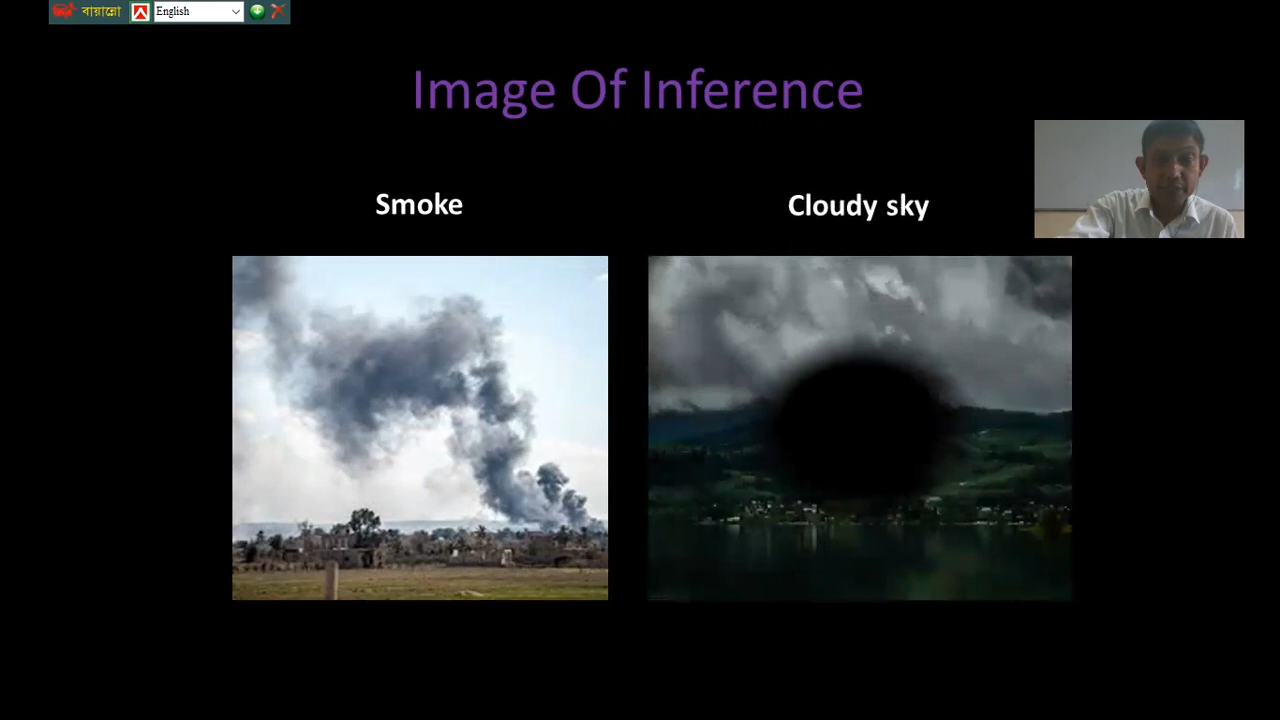 বায়ান্নো English
Image Of Inference
Smoke
Cloudy sky